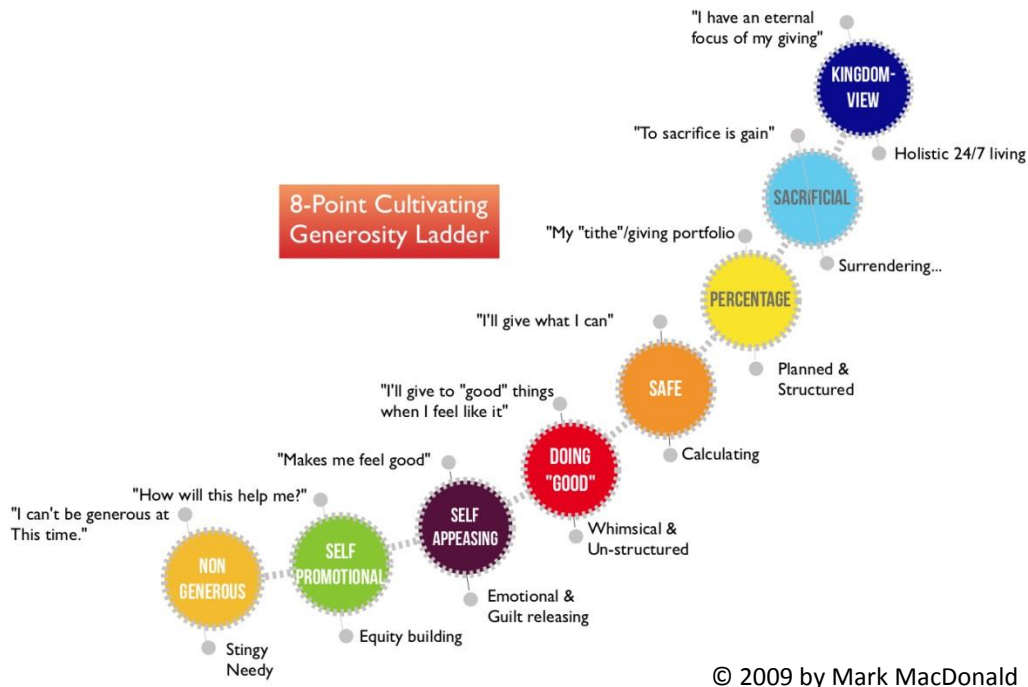 "I have an eternal
focus of my giving"
KINGDOM-
VIEW
"To sacrifice is gain"
Holistic 24/7 living
SACRIFICIAL
8-Point Cultivating
Generosity Ladder
"My "tithe"/giving portfolio
Surrendering...
PERCENTAGE
"I'll give what I can"
Planned &
Structured
SAFE
"I'll give to "good" things
when I feel like it"
Calculating
DOING
"GOOD"
"Makes me feel good"
Whimsical &
Un-structured
SELF
APPEASING
"How will this help me?"
Emotional &
Guilt releasing
"I can't be generous at
This time."
SELF
PROMOTIONAL
NON
GENEROUS
Equity building
Stingy
Needy
© 2009 by Mark MacDonald